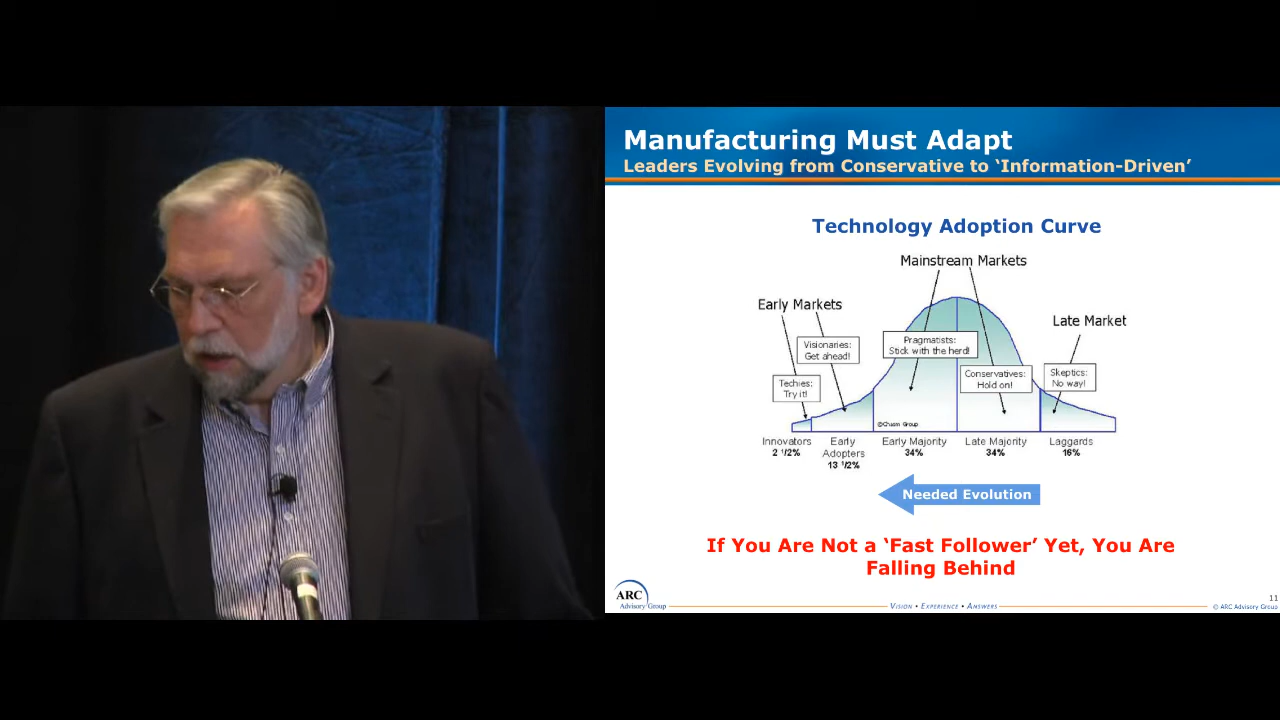 Manufacturing Must Adapt
Leaders Evolving from Conservative to ‘Information-Driven’
Technology Adoption Curve
Mainstream Markets
Early Markets
Late Market
Visionaries:
Get ahead!
Pragmatists:
Stick with the herd!
Techies:
Try it!
Conservatives:
Hold on!
Skeptics:
No way!
©Chasm Group
Innovators
2 1/2%
Early
Adopters
13 1/2%
Early Majority
34%
Late Majority
34%
Laggards
16%
Needed Evolution
If You Are Not a ‘Fast Follower’ Yet, You Are
Falling Behind
ARC
Advisory Group
VISION • EXPERIENCE • ANSWERS
11
© ARC Advisory Group